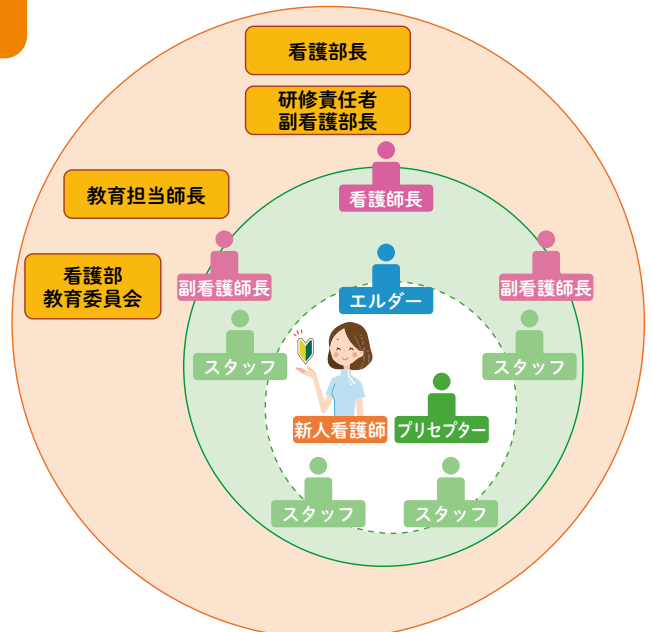 看護部長
研修責任者
副看護部長
教育担当師長
看護師長
看護部
教育委員会
副看護師長
エルダー
副看護師長
スタッフ
スタッフ
新人看護師
プリセプター
スタッフ
スタッフ